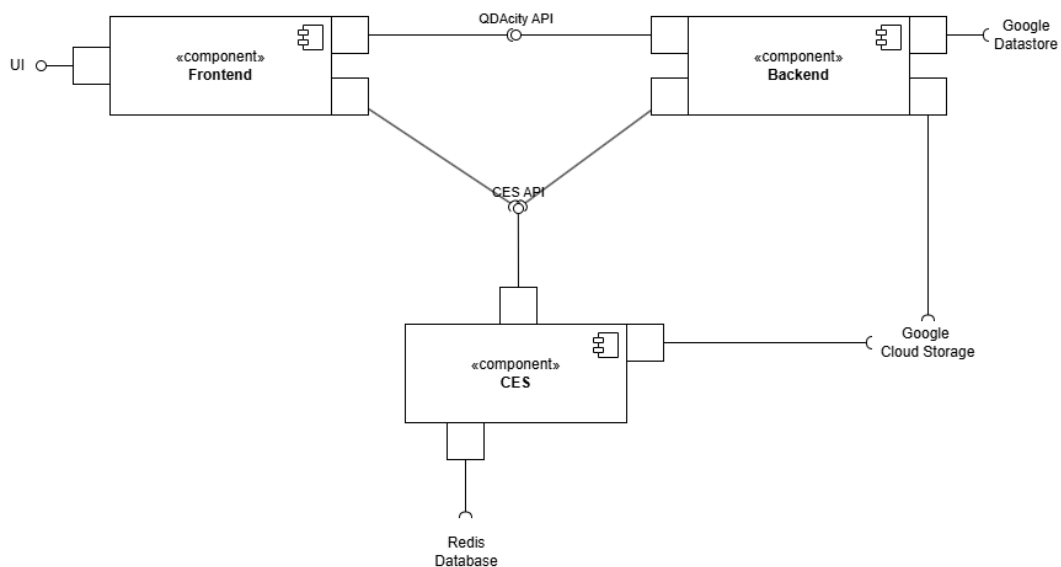 QDAcity API
Google
Datastore
UI
«component»
Frontend
«component»
Backend
CES API
Google
Cloud Storage
«component»
CES
Redis
Database